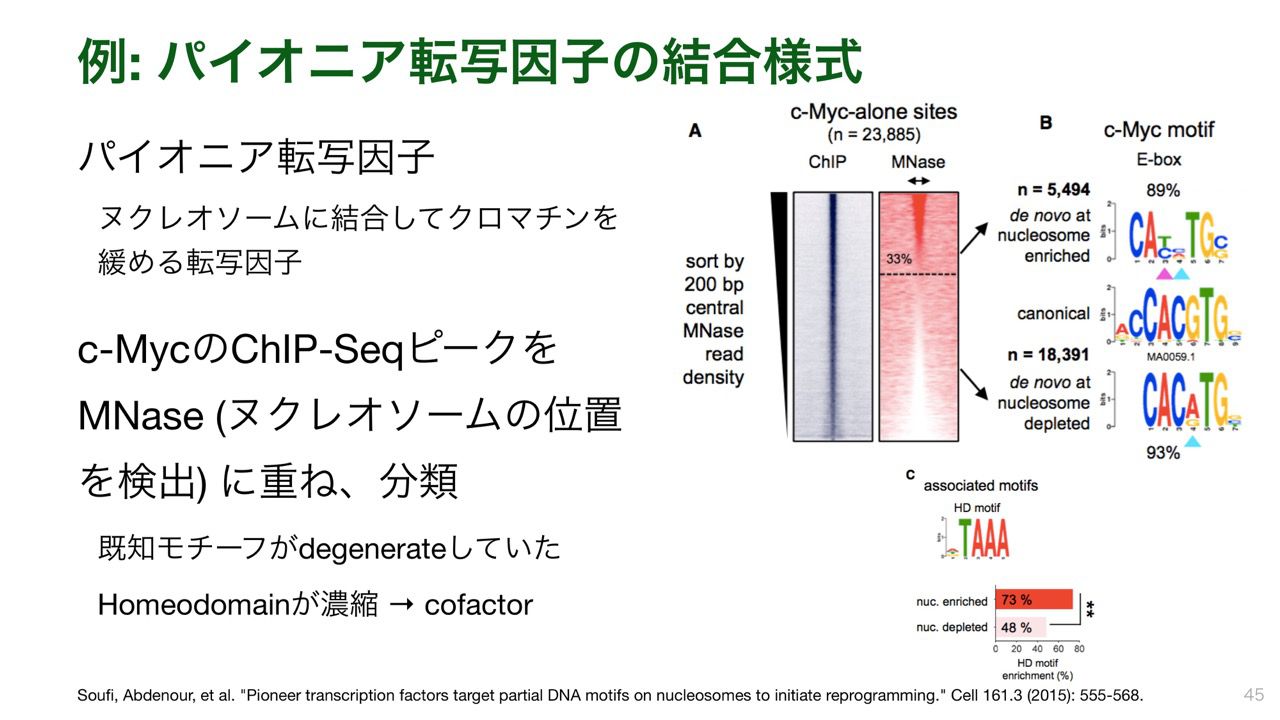 例: パイオニア転写因子の結合様式
パイオニア転写因子
ヌクレオソームに結合してクロマチンを
緩める転写因子
c-MycのChIP-Seqピークを
MNase (ヌクレオソームの位置
を検出) に重ね、分類
既知モチーフがdegenerateしていた
Homeodomainが濃縮 → cofactor
A
c-Myc-alone sites
(n = 23,885)
ChIP
MNase
33%
sort by
200 bp
central
MNase
read
density
B
c-Myc motif
E-box
n = 5,494
89%
de novo at
nucleosome
enriched
canonical
MA0059.1
n = 18,391
de novo at
nucleosome
depleted
93%
C
associated motifs
HD motif
TAAA
nuc. enriched
73 %
nuc. depleted
48 %
**
0 20 40 60 80
HD motif
enrichment (%)
Soufi, Abdenour, et al. "Pioneer transcription factors target partial DNA motifs on nucleosomes to initiate reprogramming." Cell 161.3 (2015): 555-568.
45